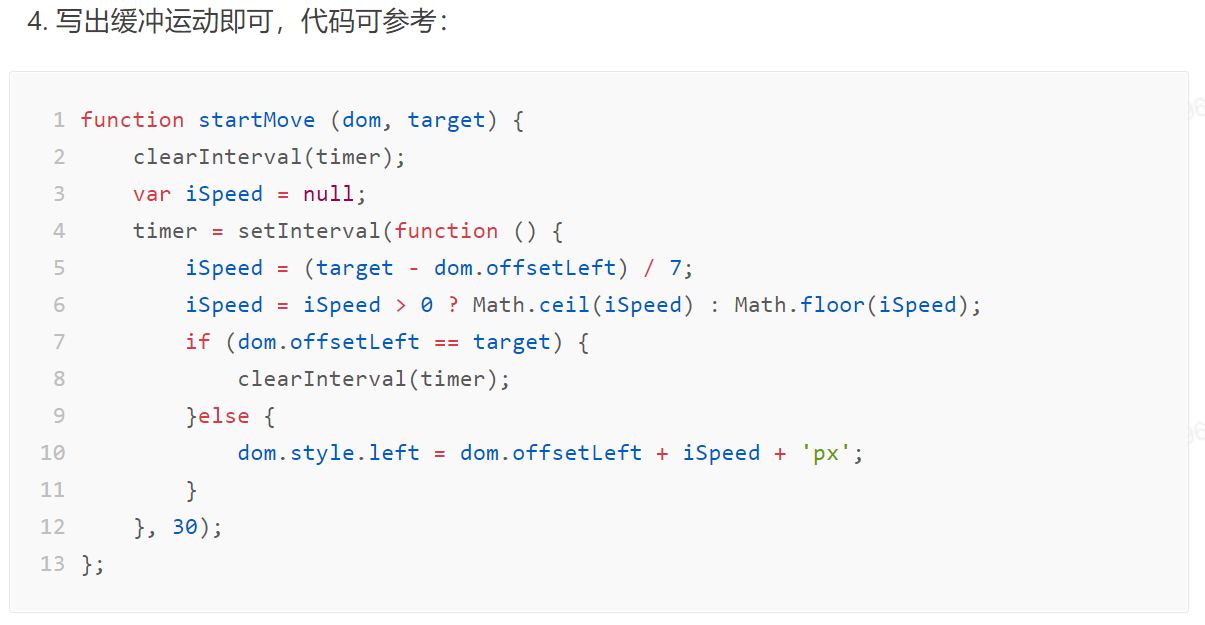 4. 写出缓冲运动即可，代码可参考：
1 function startMove (dom, target) {
2     clearInterval(timer);
3     var iSpeed = null;
4     timer = setInterval(function () {
5         iSpeed = (target - dom.offsetLeft) / 7;
6         iSpeed = iSpeed > 0 ? Math.ceil(iSpeed) : Math.floor(iSpeed);
7         if (dom.offsetLeft == target) {
8             clearInterval(timer);
9         }else {
10             dom.style.left = dom.offsetLeft + iSpeed + 'px';
11         }
12     }, 30);
13 };